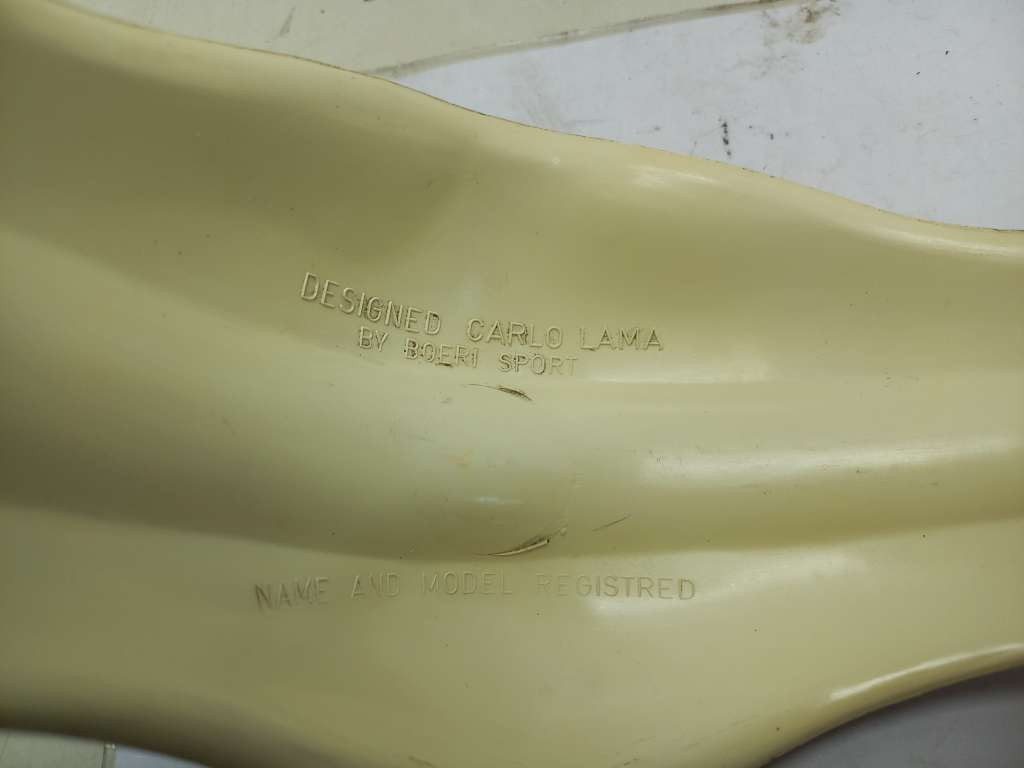 DESIGNED CARLO LAMA
BY BOERI SPORT
NAME AND MODEL REGISTRED